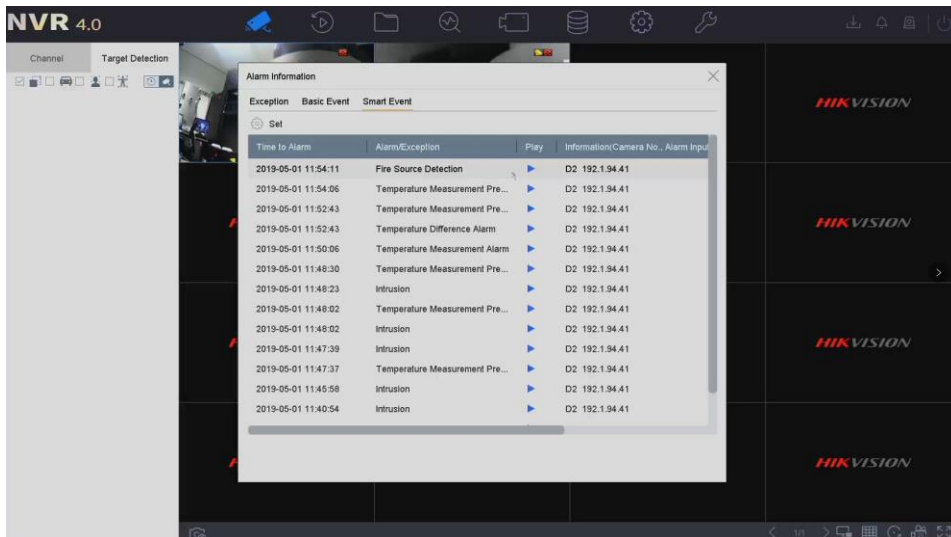 NVR 4.0
Channel Target Detection
Alarm Information
Exception Basic Event Smart Event
Set
Time to Alarm Alarm/Exception Play Information(Camera No., Alarm Input
2019-05-01 11:54:11 Fire Source Detection D2 192.1.94.41
2019-05-01 11:54:06 Temperature Measurement Pre... D2 192.1.94.41
2019-05-01 11:52:43 Temperature Measurement Pre... D2 192.1.94.41
2019-05-01 11:52:43 Temperature Difference Alarm D2 192.1.94.41
2019-05-01 11:50:06 Temperature Measurement Alarm D2 192.1.94.41
2019-05-01 11:48:30 Temperature Measurement Pre... D2 192.1.94.41
2019-05-01 11:48:23 Intrusion D2 192.1.94.41
2019-05-01 11:48:02 Temperature Measurement Pre... D2 192.1.94.41
2019-05-01 11:48:02 Intrusion D2 192.1.94.41
2019-05-01 11:47:39 Intrusion D2 192.1.94.41
2019-05-01 11:47:37 Temperature Measurement Pre... D2 192.1.94.41
2019-05-01 11:45:58 Intrusion D2 192.1.94.41
2019-05-01 11:40:54 Intrusion D2 192.1.94.41
HIKVISION
HIKVISION
HIKVISION
HIKVISION
1/1